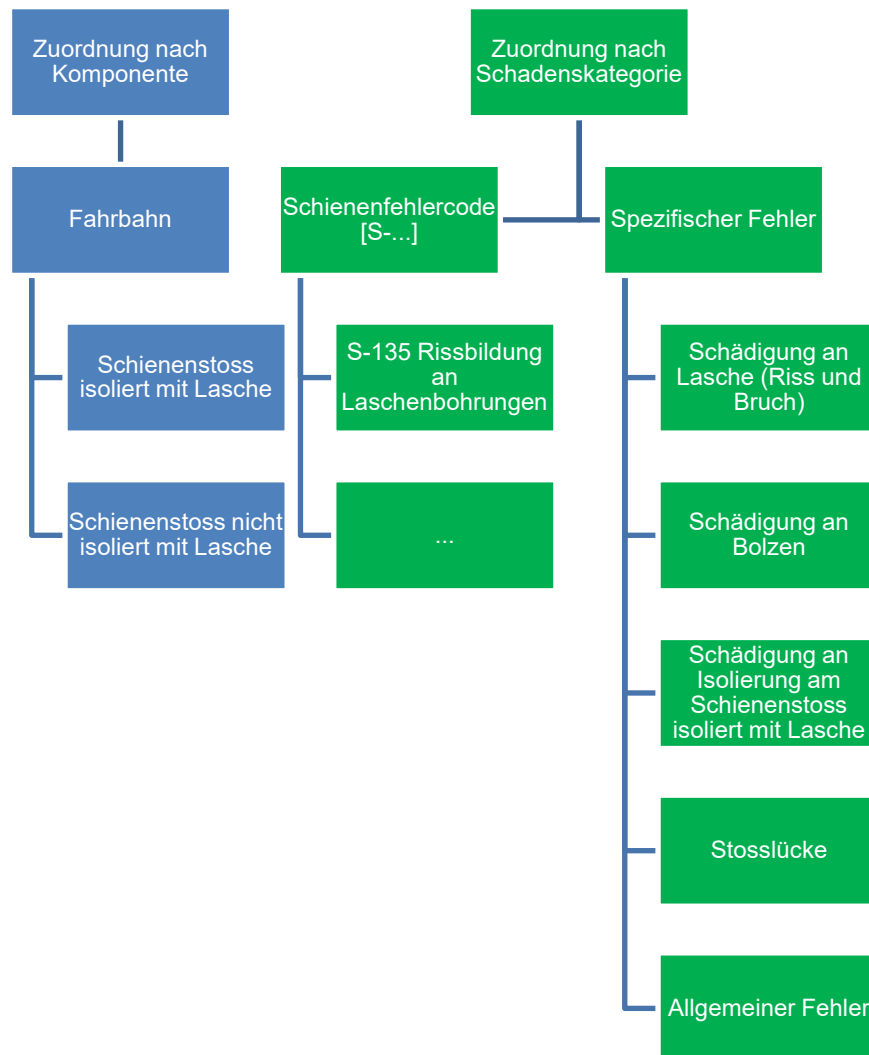 Zuordnung nach
Komponente
Zuordnung nach
Schadenskategorie
Fahrbahn
Schienenfehlercode
[S-...]
Spezifischer Fehler
Schienenstoss
isoliert mit Lasche
S-135 Rissbildung
an
Laschenbohrungen
Schädigung an
Lasche (Riss und
Bruch)
Schienenstoss nicht
isoliert mit Lasche
...
Schädigung an
Bolzen
Schädigung an
Isolierung am
Schienenstoss
isoliert mit Lasche
Stosslücke
Allgemeiner Fehler